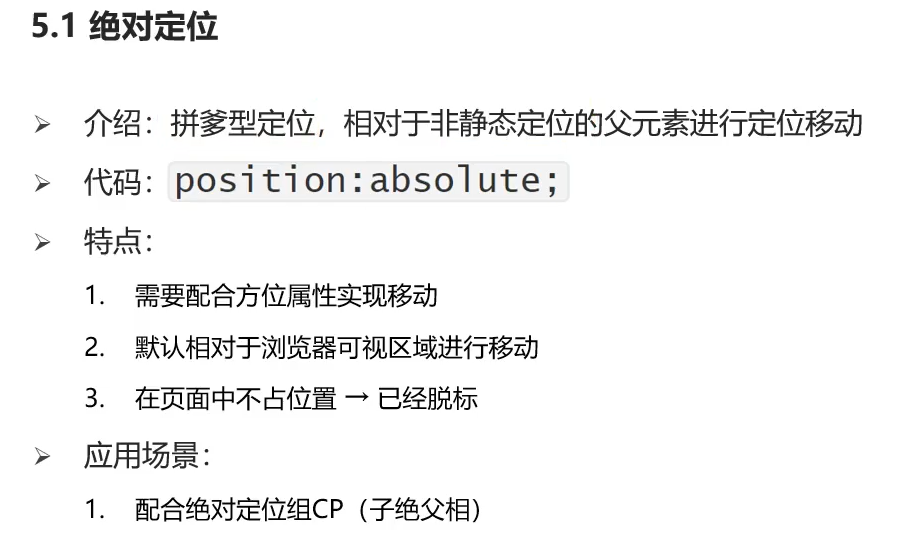 5.1 绝对定位
➢ 介绍：拼爹型定位，相对于非静态定位的父元素进行定位移动
➢ 代码：position:absolute;
➢ 特点：
1. 需要配合方位属性实现移动
2. 默认相对于浏览器可视区域进行移动
3. 在页面中不占位置 → 已经脱标
➢ 应用场景：
1. 配合绝对定位组CP（子绝父相）